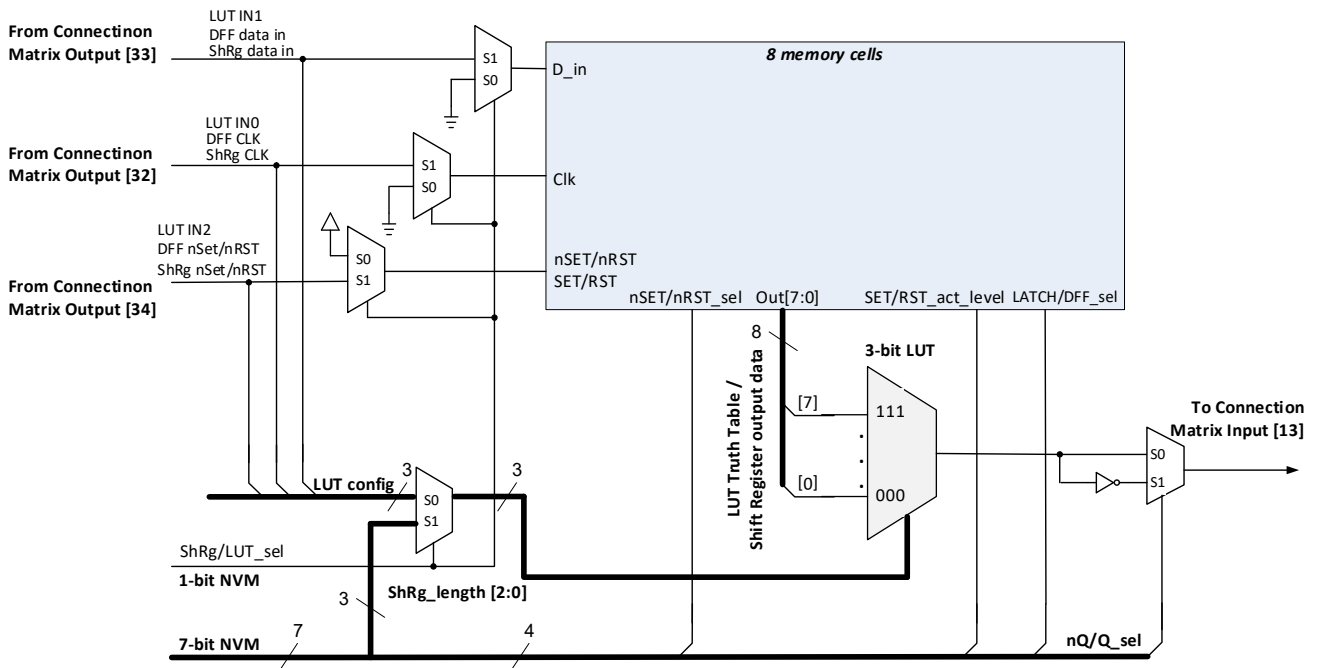 From Connectinon
Matrix Output [33]
LUT IN1
DFF data in
ShRg data in
S1
S0
8 memory cells
D_in
From Connectinon
Matrix Output [32]
LUT IN0
DFF CLK
ShRg CLK
S1
S0
Clk
From Connectinon
Matrix Output [34]
LUT IN2
DFF nSet/nRST
ShRg nSet/nRST
S0
S1
nSET/nRST
SET/RST
nSET/nRST_sel
Out[7:0]
SET/RST_act_level
LATCH/DFF_sel
8
LUT Truth Table /
Shift Register output data
3-bit LUT
[7]
111
[0]
000
To Connection
Matrix Input [13]
S0
S1
LUT config
3
S0
S1
3
ShRg/LUT_sel
1-bit NVM
ShRg_length [2:0]
3
7-bit NVM
7
4
nQ/Q_sel